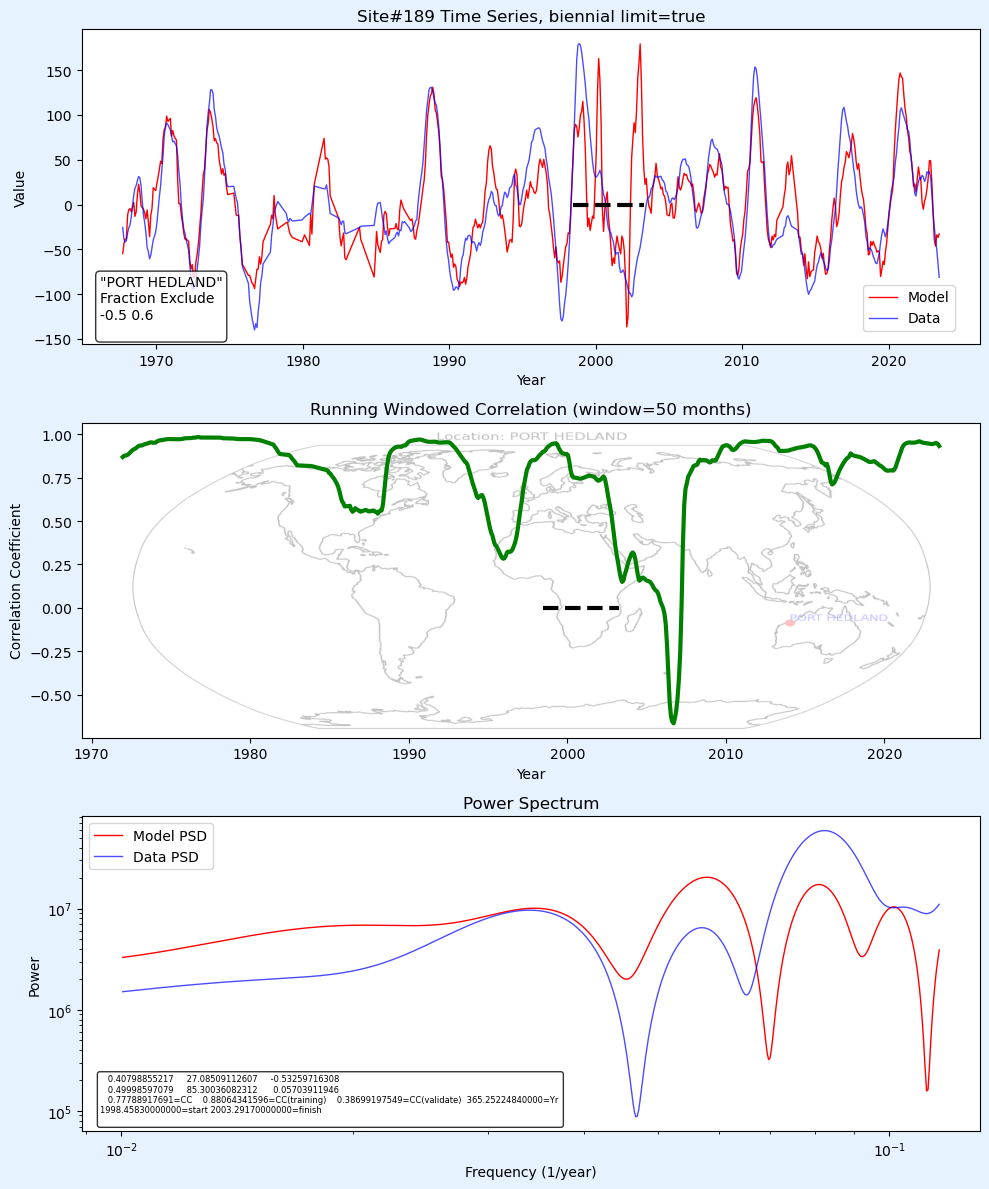 Site#189 Time Series, biennial limit=true
Value
150
100
50
0
−50
−100
−150
"PORT HEDLAND"
Fraction Exclude
-0.5 0.6
Model
Data
1970
1980
1990
2000
2010
2020
Year
Running Windowed Correlation (window=50 months)
Correlation Coefficient
1.00
0.75
0.50
0.25
0.00
−0.25
−0.50
Location: PORT HEDLAND
PORT HEDLAND
1970
1980
1990
2000
2010
2020
Year
Power Spectrum
Power
10^7
10^6
10^5
Model PSD
Data PSD
0.40798855217 27.08509112607 -0.53259716308
0.49998597079 85.30036082312 0.05703911946
0.77788917691=CC 0.88064341596=CC(training) 0.38699197549=CC(validate) 365.25224840000=Yr
1998.45830000000=start 2003.29170000000=finish
10^−2
10^−1
Frequency (1/year)